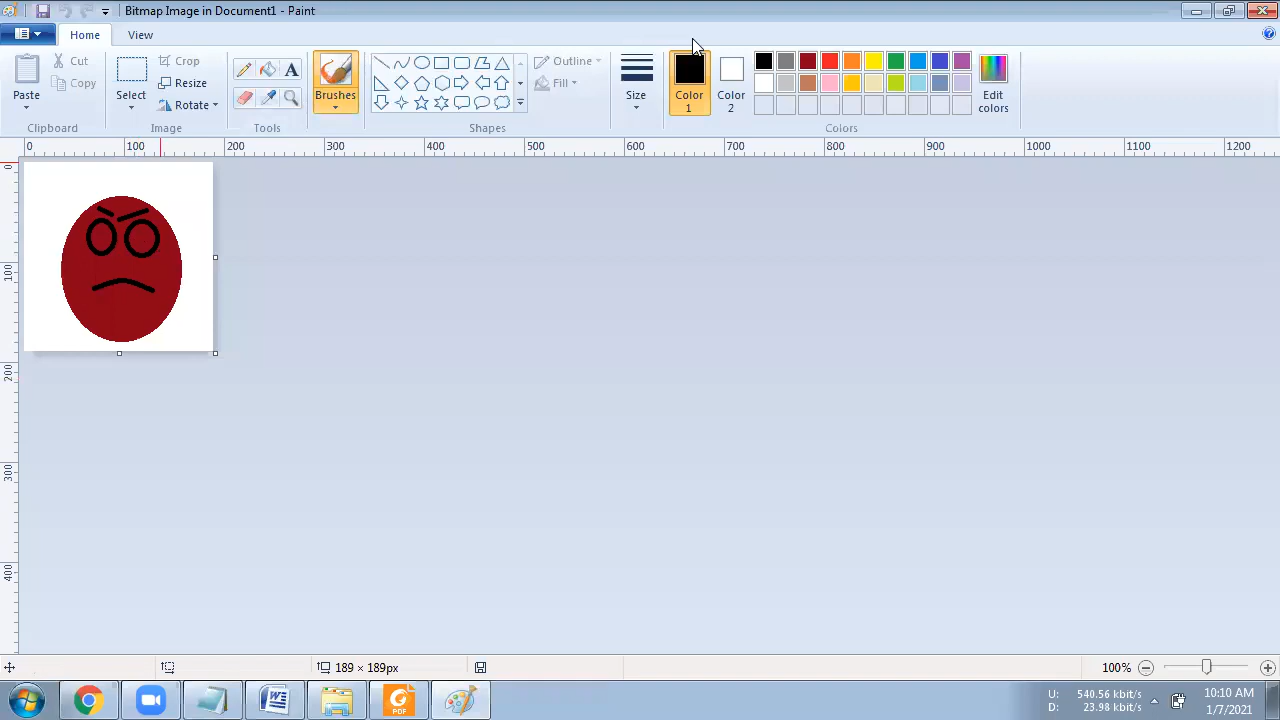 Bitmap Image in Document1 - Paint
Home View
Paste
Cut
Copy
Clipboard
Select
Crop
Resize
Rotate
Image
A
Tools
Brushes
Outline
Fill
Shapes
Size
Color 1
Color 2
Edit colors
Colors
0 100 200 300 400 500 600 700 800 900 1000 1100 1200
0
100
200
300
400
189 × 189px
100%
W
PDF
U: 540.56 kbit/s
D: 23.98 kbit/s
10:10 AM
1/7/2021